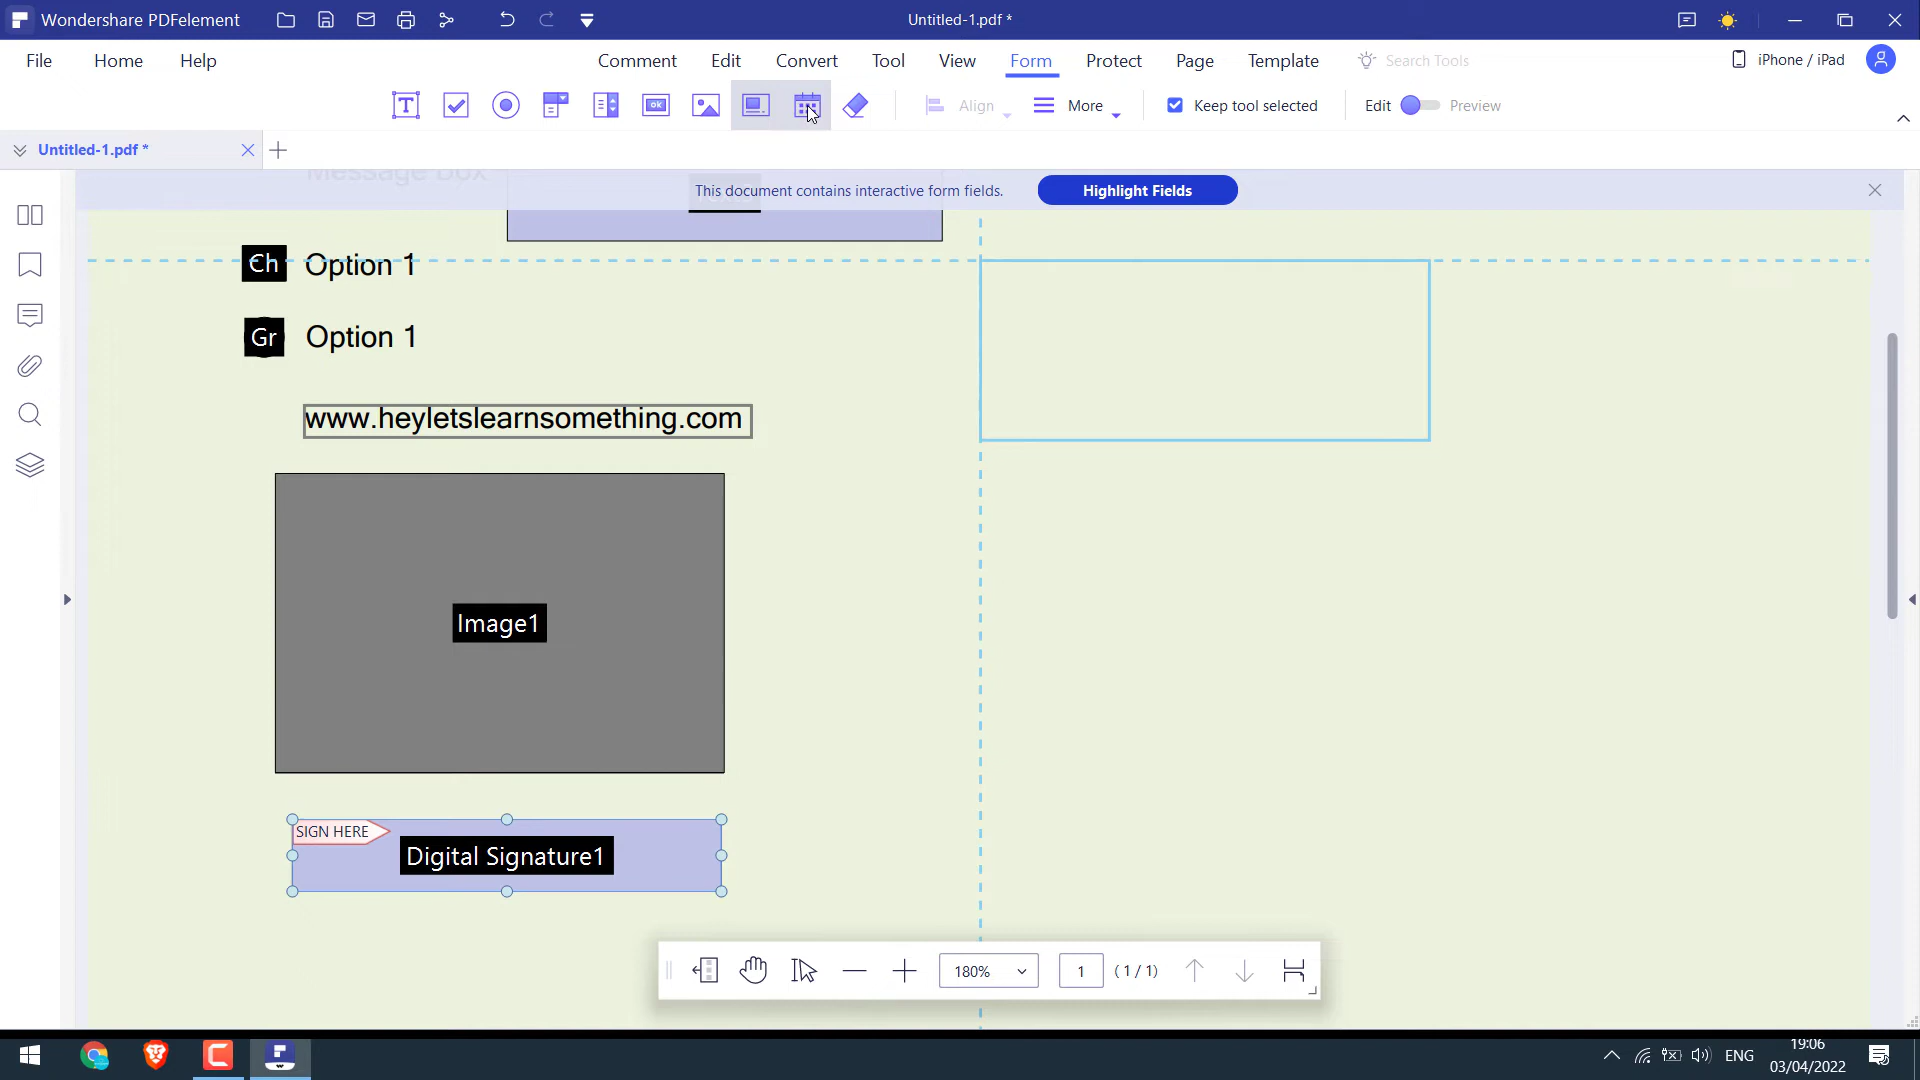 Wondershare PDFelement
Untitled-1.pdf *
File
Home
Help
Comment
Edit
Convert
Tool
View
Form
Protect
Page
Template
Search Tools
iPhone / iPad
ok
Align
More
Keep tool selected
Edit
Preview
Untitled-1.pdf *
Message Box
This document contains interactive form fields.
Highlight Fields
Ch
Option 1
Gr
Option 1
www.heyletslearnsomething.com
Image1
SIGN HERE
Digital Signature1
180%
1
( 1 / 1)
ENG
19:06
03/04/2022